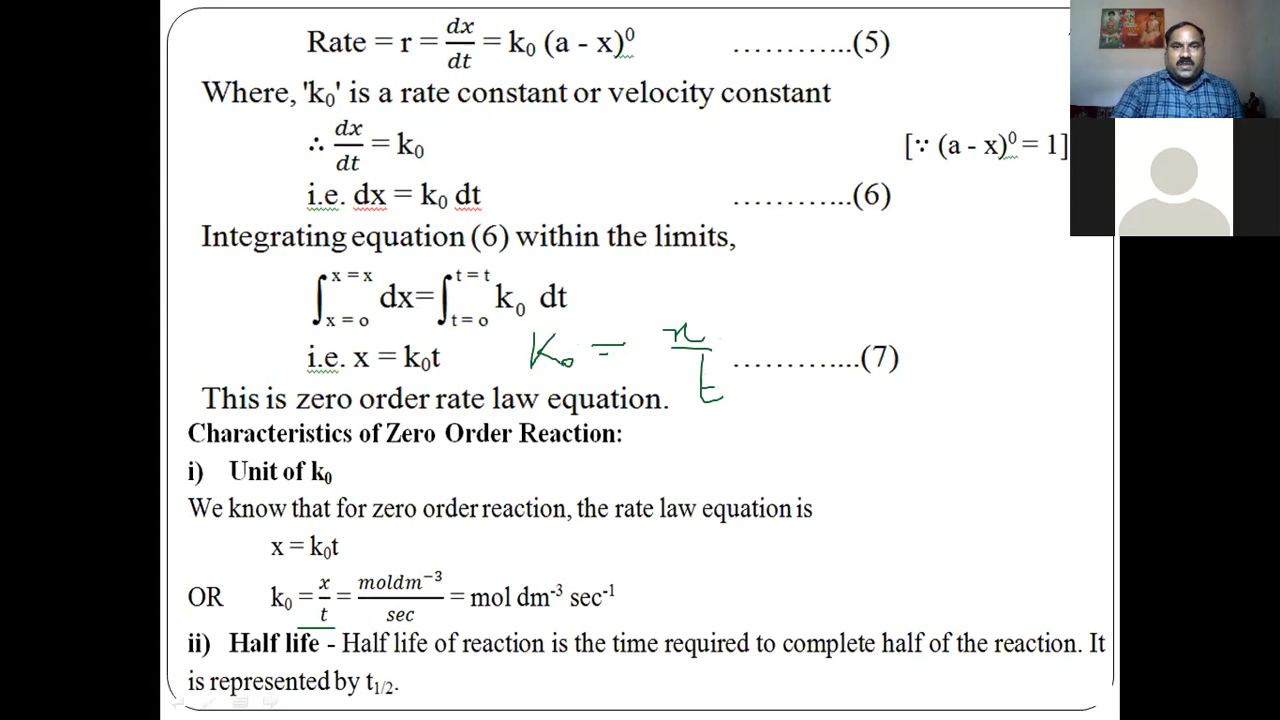 Rate = r = dx/dt = k₀ (a - x)⁰ …………..(5)
Where, 'k₀' is a rate constant or velocity constant
∴ dx/dt = k₀ [∵ (a - x)⁰ = 1]
i.e. dx = k₀ dt …………..(6)
Integrating equation (6) within the limits,
∫ x = o x = x dx= ∫ t = o t = t k₀ dt
i.e. x = k₀t K₀ = x/t …………....(7)
This is zero order rate law equation.
Characteristics of Zero Order Reaction:
i) Unit of k₀
We know that for zero order reaction, the rate law equation is
x = k₀t
OR k₀ = x/t = moldm⁻³/sec = mol dm⁻³ sec⁻¹
ii) Half life - Half life of reaction is the time required to complete half of the reaction. It
is represented by t₁/₂.